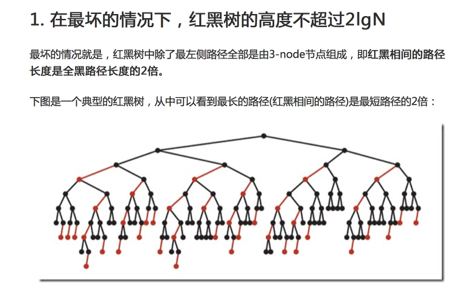 1. 在最坏的情况下，红黑树的高度不超过2lgN
最坏的情况就是，红黑树中除了最左侧路径全部是由3-node节点组成，即红黑相间的路径
长度是全黑路径长度的2倍。
下图是一个典型的红黑树，从中可以看到最长的路径(红黑相间的路径)是最短路径的2倍：